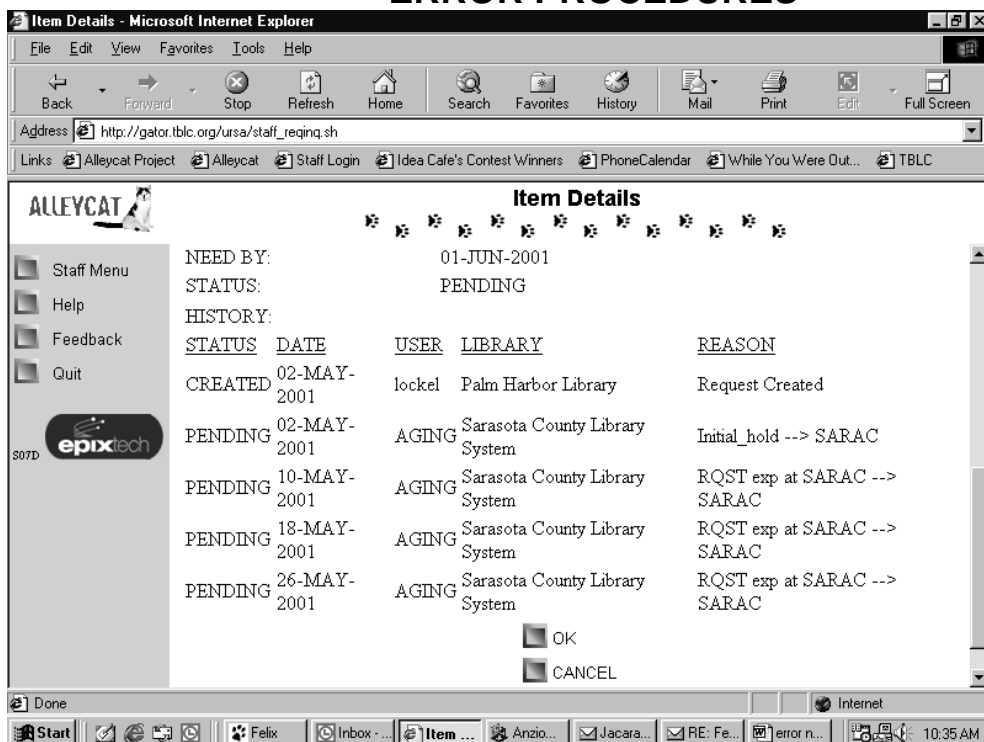 ERROR PROCEDURES
Item Details - Microsoft Internet Explorer
File Edit View Favorites Tools Help
Back Forward Stop Refresh Home Search Favorites History Mail Print Edit Full Screen
Address http://gator.tblc.org/ursa/staff_reqinq.sh
Links Alleycat Project Alleycat Staff Login Idea Cafe's Contest Winners PhoneCalendar While You Were Out... TBLC
ALLEYCAT
Item Details
Staff Menu
Help
Feedback
Quit
S07D epixtech
NEED BY: 01-JUN-2001
STATUS: PENDING
HISTORY:
STATUS DATE USER LIBRARY REASON
CREATED 02-MAY-2001 lockel Palm Harbor Library Request Created
PENDING 02-MAY-2001 AGING Sarasota County Library System Initial_hold --> SARAC
PENDING 10-MAY-2001 AGING Sarasota County Library System RQST exp at SARAC --> SARAC
PENDING 18-MAY-2001 AGING Sarasota County Library System RQST exp at SARAC --> SARAC
PENDING 26-MAY-2001 AGING Sarasota County Library System RQST exp at SARAC --> SARAC
OK
CANCEL
Done Internet
Start Felix Inbox - ... Item ... Anzio... Jacara... RE: Fe... error n... 10:35 AM